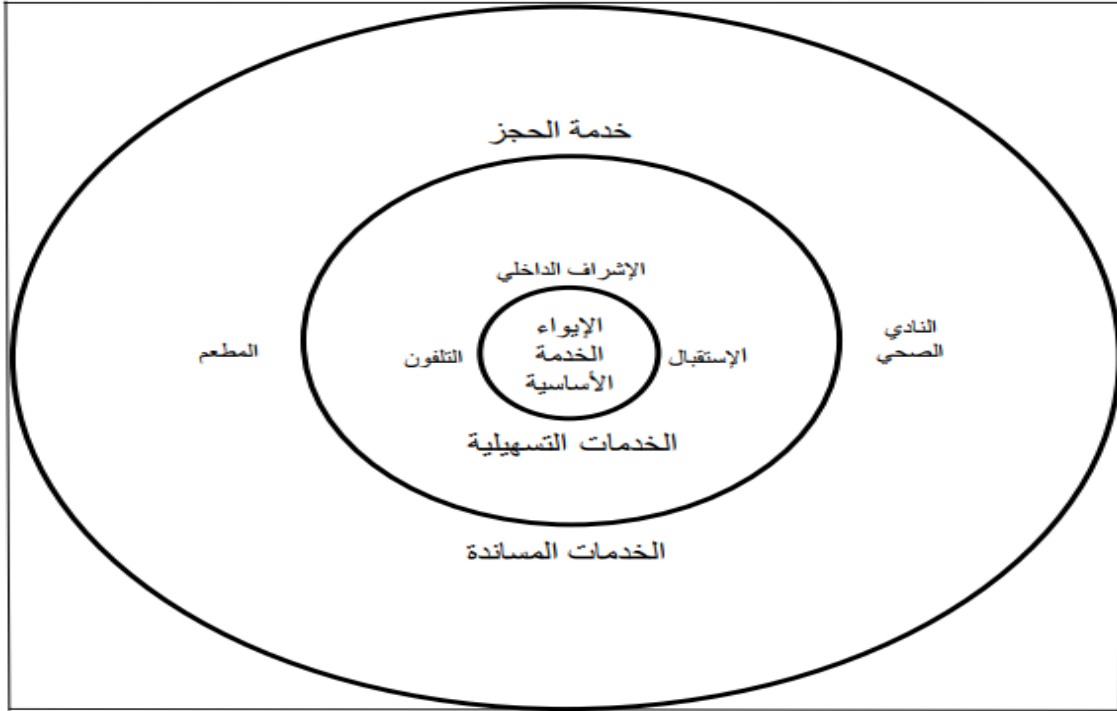 خدمة الحجز
الإشراف الداخلي
الإيواء
الخدمة
الأساسية
الإستقبال
التلفون
النادي
الصحي
المطعم
الخدمات التسهيلية
الخدمات المساندة